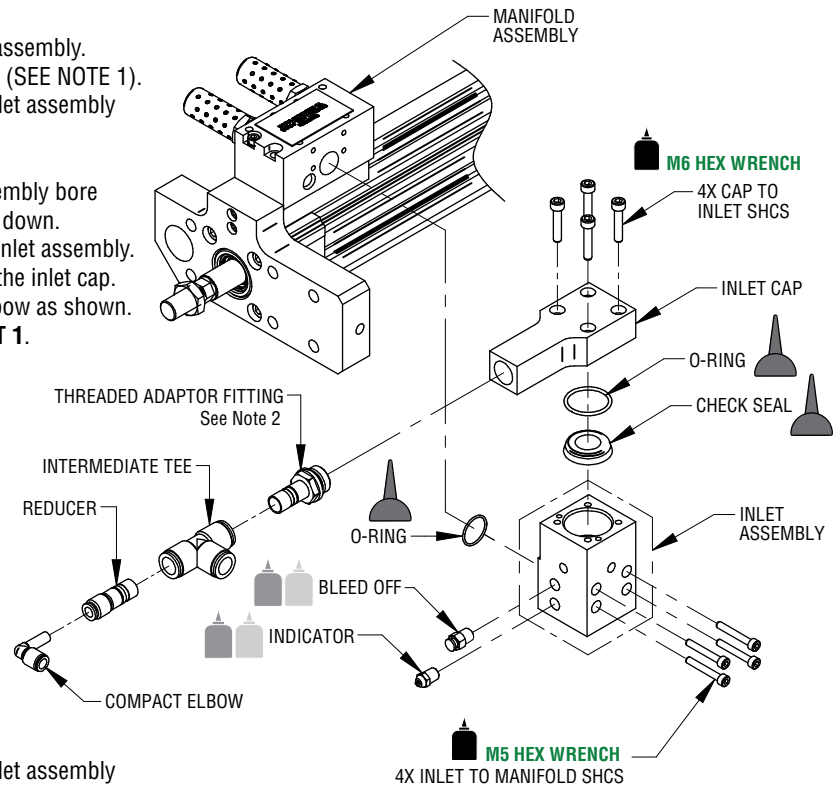 assembly.
(SEE NOTE 1).
let assembly
embly bore
down.
nlet assembly.
the inlet cap.
bow as shown.
T 1.
MANIFOLD
ASSEMBLY
M6 HEX WRENCH
4X CAP TO
INLET SHCS
INLET CAP
O-RING
CHECK SEAL
THREADED ADAPTOR FITTING
See Note 2
INTERMEDIATE TEE
REDUCER
O-RING
INLET
ASSEMBLY
BLEED OFF
INDICATOR
COMPACT ELBOW
M5 HEX WRENCH
4X INLET TO MANIFOLD SHCS
let assembly